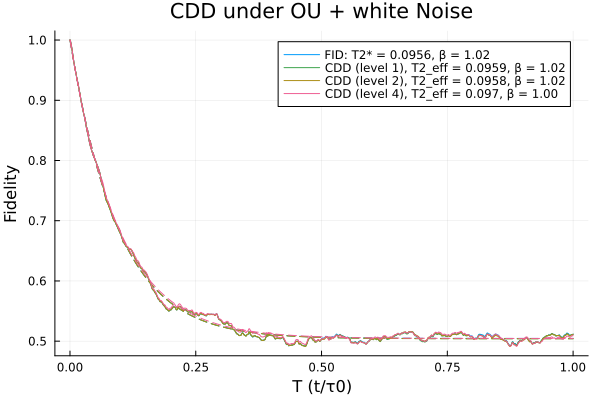 CDD under OU + white Noise
FID: T2* = 0.0956, β = 1.02
CDD (level 1), T2_eff = 0.0959, β = 1.02
CDD (level 2), T2_eff = 0.0958, β = 1.02
CDD (level 4), T2_eff = 0.097, β = 1.00
Fidelity
1.0
0.9
0.8
0.7
0.6
0.5
0.00
0.25
0.50
0.75
1.00
T (t/τ0)